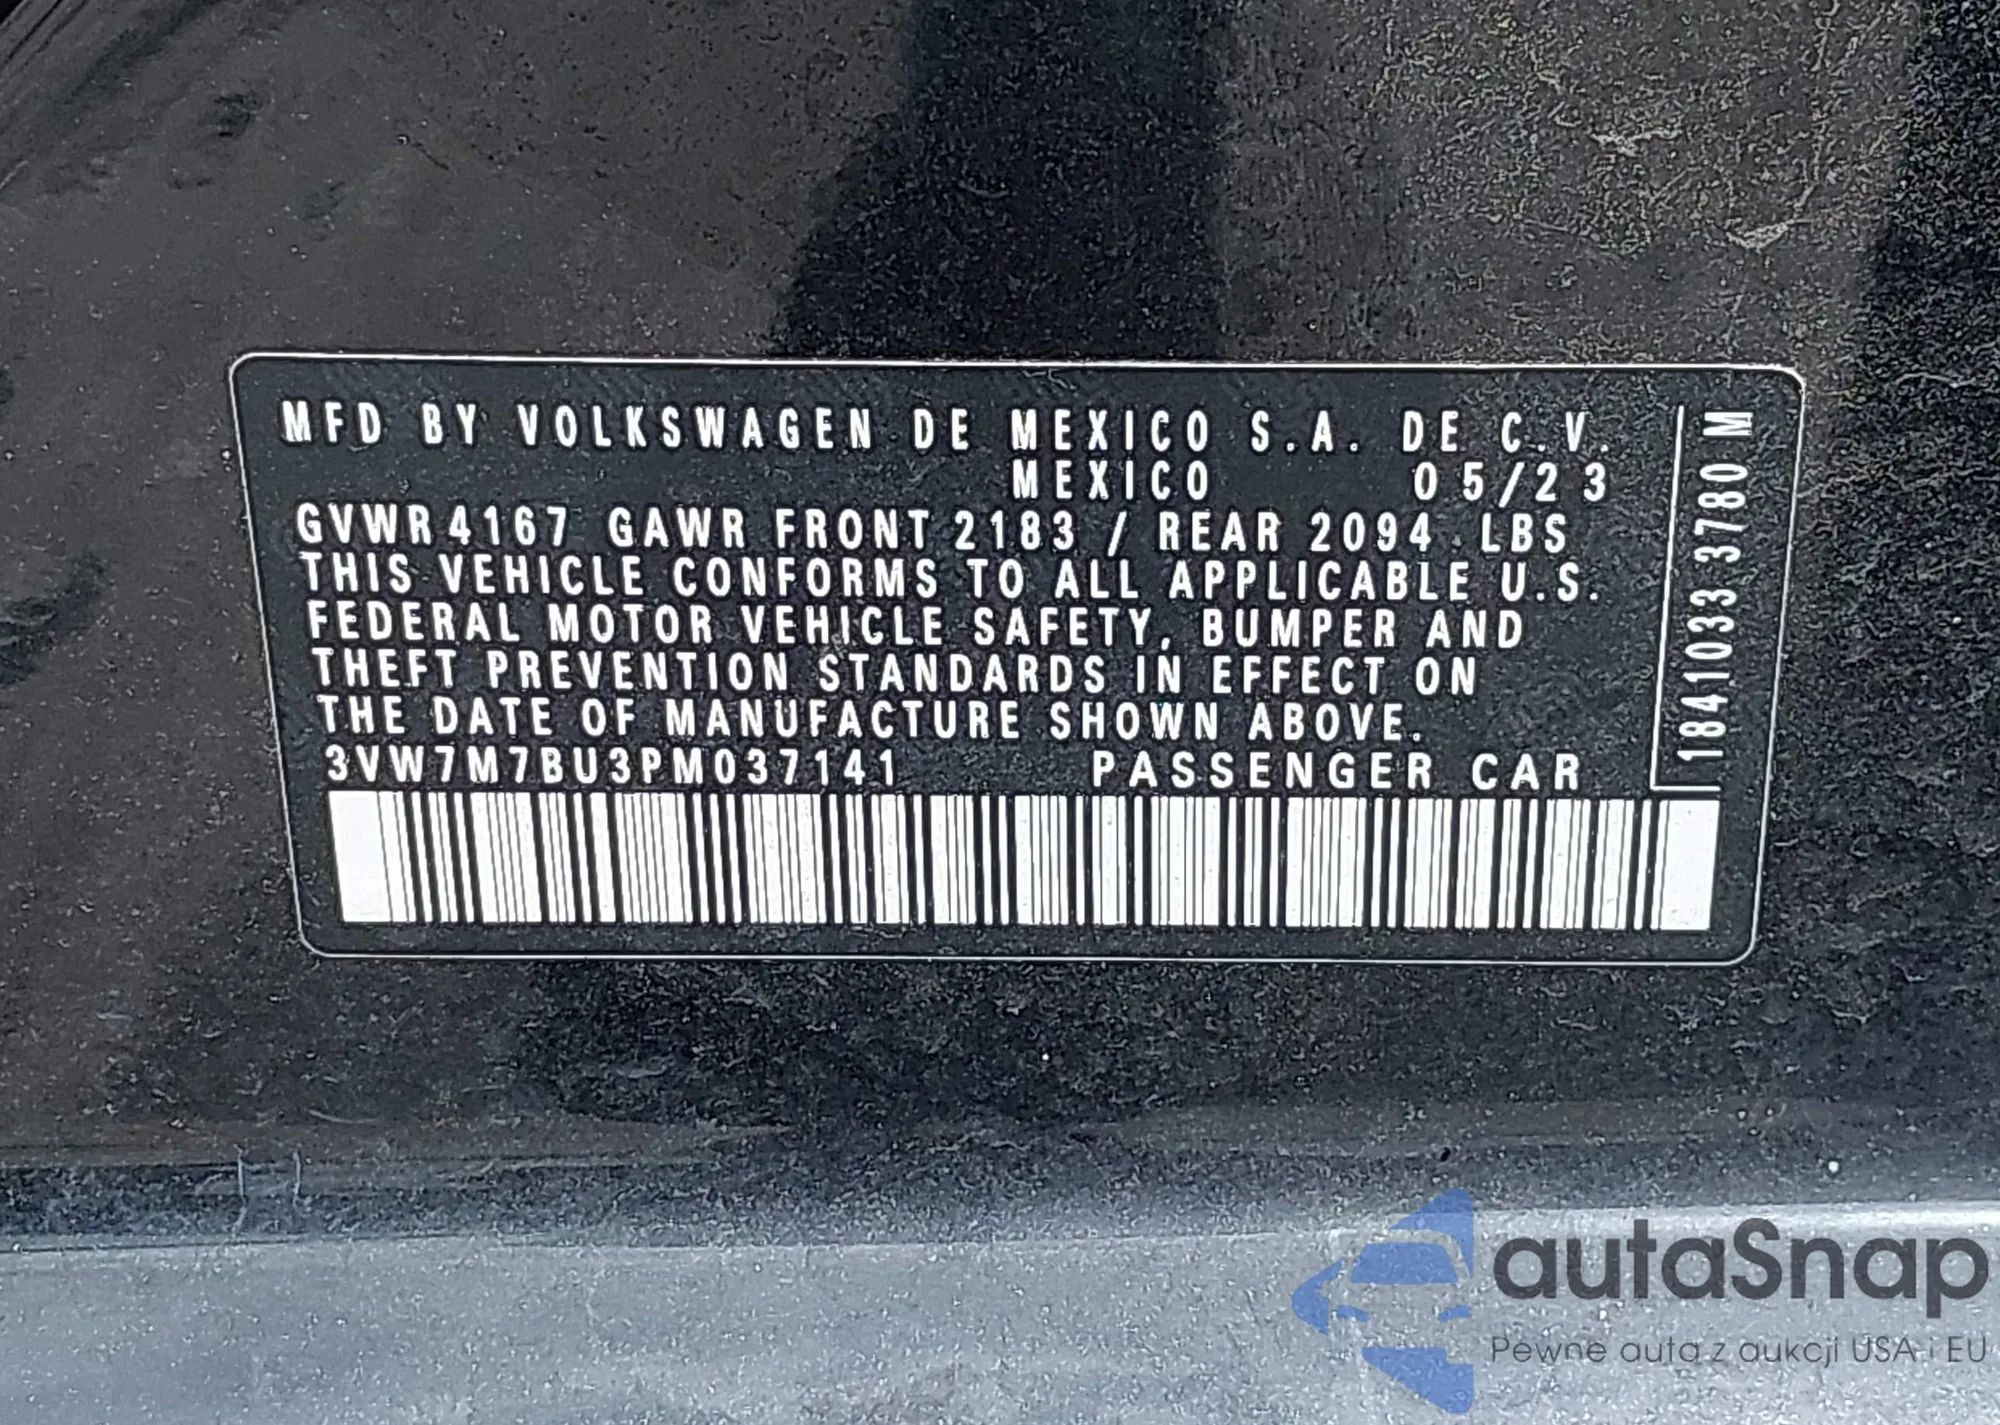 MFD BY VOLKSWAGEN DE MEXICO S.A. DE C.V.
MEXICO 05/23
GVWR 4167 GAWR FRONT 2183 / REAR 2094 LBS
THIS VEHICLE CONFORMS TO ALL APPLICABLE U.S.
FEDERAL MOTOR VEHICLE SAFETY, BUMPER AND
THEFT PREVENTION STANDARDS IN EFFECT ON
THE DATE OF MANUFACTURE SHOWN ABOVE.
3VW7M7BU3PM037141 PASSENGER CAR
1841033 3780 M
autaSnap
Pewne auta z aukcji USA i EU